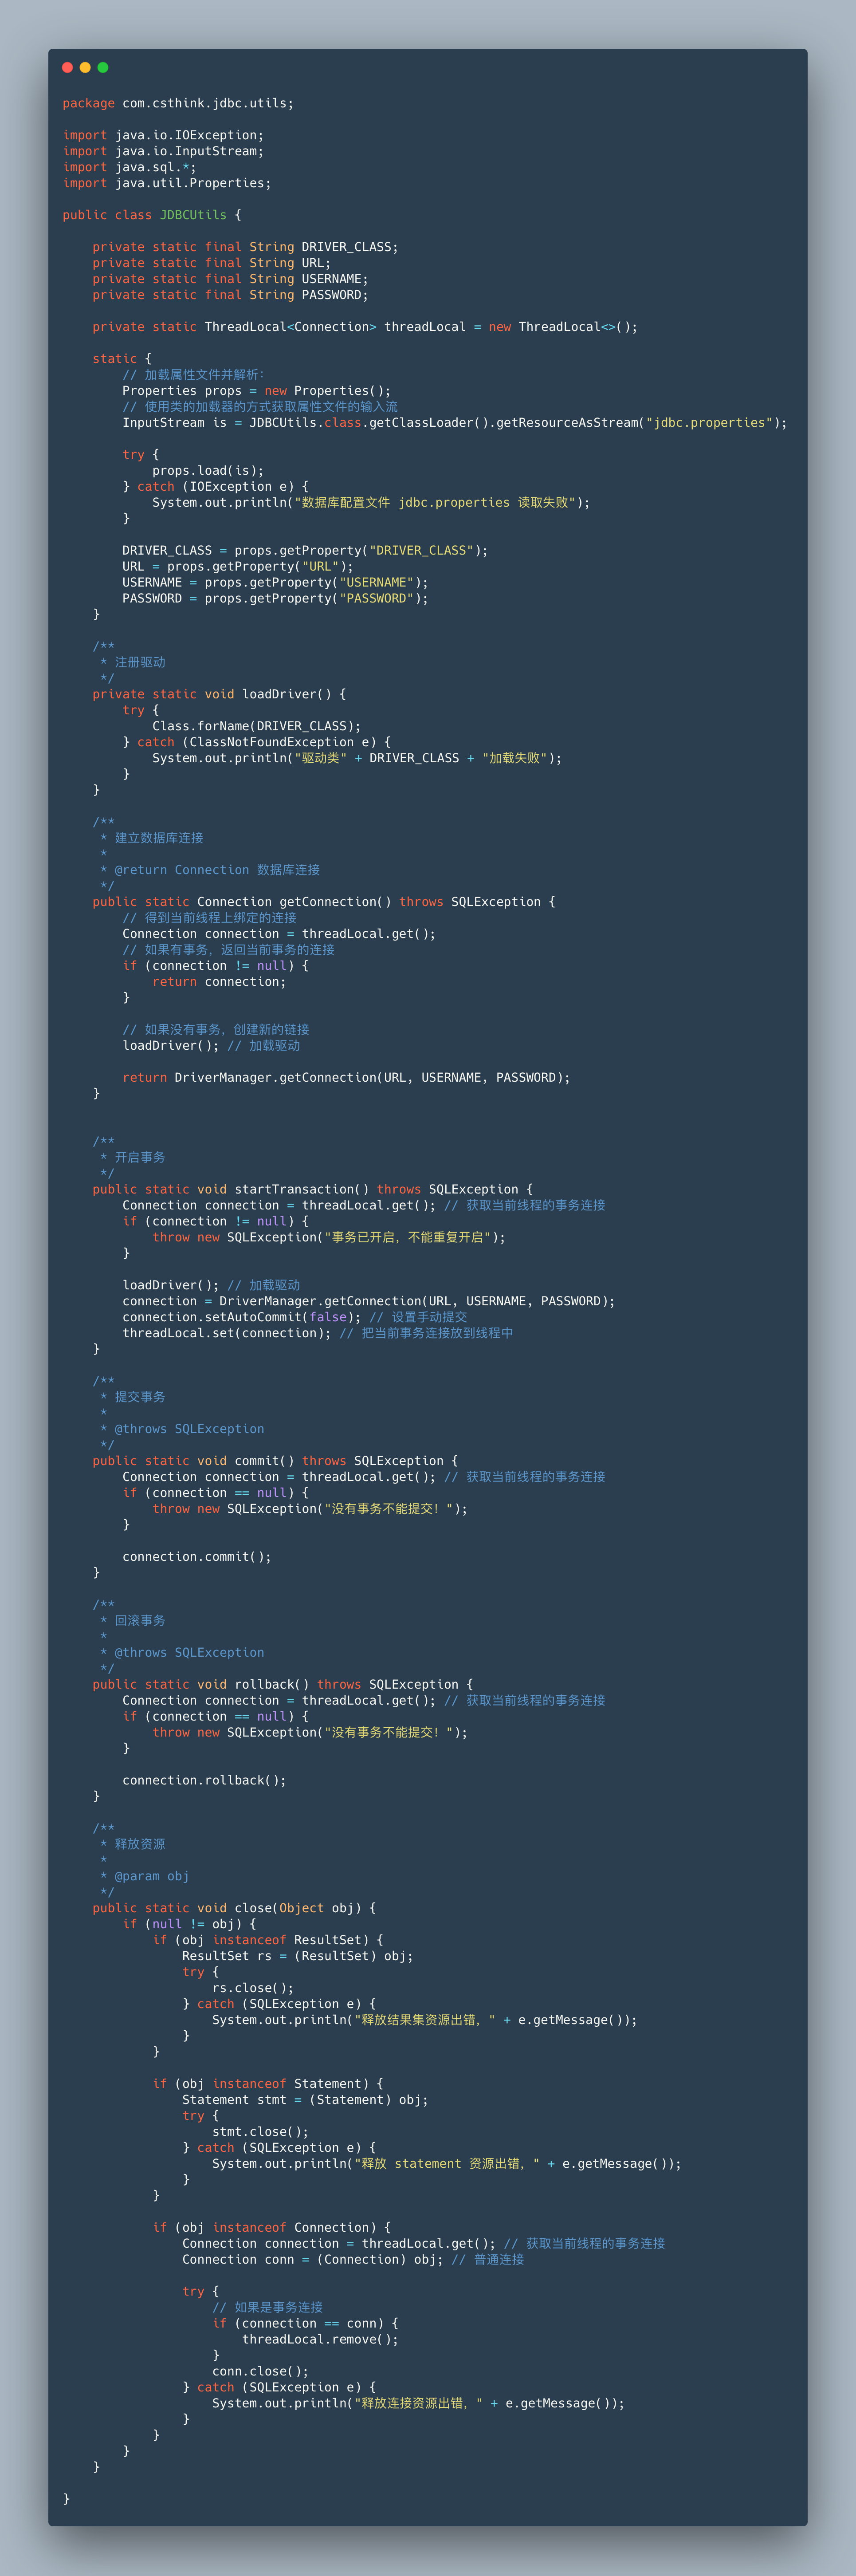 package com.csthink.jdbc.utils;

import java.io.IOException;
import java.io.InputStream;
import java.sql.*;
import java.util.Properties;

public class JDBCUtils {

    private static final String DRIVER_CLASS;
    private static final String URL;
    private static final String USERNAME;
    private static final String PASSWORD;

    private static ThreadLocal<Connection> threadLocal = new ThreadLocal<>();

    static {
        // 加载属性文件并解析：
        Properties props = new Properties();
        // 使用类的加载器的方式获取属性文件的输入流
        InputStream is = JDBCUtils.class.getClassLoader().getResourceAsStream("jdbc.properties");

        try {
            props.load(is);
        } catch (IOException e) {
            System.out.println("数据库配置文件 jdbc.properties 读取失败");
        }

        DRIVER_CLASS = props.getProperty("DRIVER_CLASS");
        URL = props.getProperty("URL");
        USERNAME = props.getProperty("USERNAME");
        PASSWORD = props.getProperty("PASSWORD");
    }

    /**
     * 注册驱动
     */
    private static void loadDriver() {
        try {
            Class.forName(DRIVER_CLASS);
        } catch (ClassNotFoundException e) {
            System.out.println("驱动类" + DRIVER_CLASS + "加载失败");
        }
    }

    /**
     * 建立数据库连接
     *
     * @return Connection 数据库连接
     */
    public static Connection getConnection() throws SQLException {
        // 得到当前线程上绑定的连接
        Connection connection = threadLocal.get();
        // 如果有事务，返回当前事务的连接
        if (connection != null) {
            return connection;
        }

        // 如果没有事务，创建新的链接
        loadDriver(); // 加载驱动

        return DriverManager.getConnection(URL, USERNAME, PASSWORD);
    }


    /**
     * 开启事务
     */
    public static void startTransaction() throws SQLException {
        Connection connection = threadLocal.get(); // 获取当前线程的事务连接
        if (connection != null) {
            throw new SQLException("事务已开启，不能重复开启");
        }

        loadDriver(); // 加载驱动
        connection = DriverManager.getConnection(URL, USERNAME, PASSWORD);
        connection.setAutoCommit(false); // 设置手动提交
        threadLocal.set(connection); // 把当前事务连接放到线程中
    }

    /**
     * 提交事务
     *
     * @throws SQLException
     */
    public static void commit() throws SQLException {
        Connection connection = threadLocal.get(); // 获取当前线程的事务连接
        if (connection == null) {
            throw new SQLException("没有事务不能提交！");
        }

        connection.commit();
    }

    /**
     * 回滚事务
     *
     * @throws SQLException
     */
    public static void rollback() throws SQLException {
        Connection connection = threadLocal.get(); // 获取当前线程的事务连接
        if (connection == null) {
            throw new SQLException("没有事务不能提交！");
        }

        connection.rollback();
    }

    /**
     * 释放资源
     *
     * @param obj
     */
    public static void close(Object obj) {
        if (null != obj) {
            if (obj instanceof ResultSet) {
                ResultSet rs = (ResultSet) obj;
                try {
                    rs.close();
                } catch (SQLException e) {
                    System.out.println("释放结果集资源出错，" + e.getMessage());
                }
            }

            if (obj instanceof Statement) {
                Statement stmt = (Statement) obj;
                try {
                    stmt.close();
                } catch (SQLException e) {
                    System.out.println("释放 statement 资源出错，" + e.getMessage());
                }
            }

            if (obj instanceof Connection) {
                Connection connection = threadLocal.get(); // 获取当前线程的事务连接
                Connection conn = (Connection) obj; // 普通连接

                try {
                    // 如果是事务连接
                    if (connection == conn) {
                        threadLocal.remove();
                    }
                    conn.close();
                } catch (SQLException e) {
                    System.out.println("释放连接资源出错，" + e.getMessage());
                }
            }
        }
    }

}